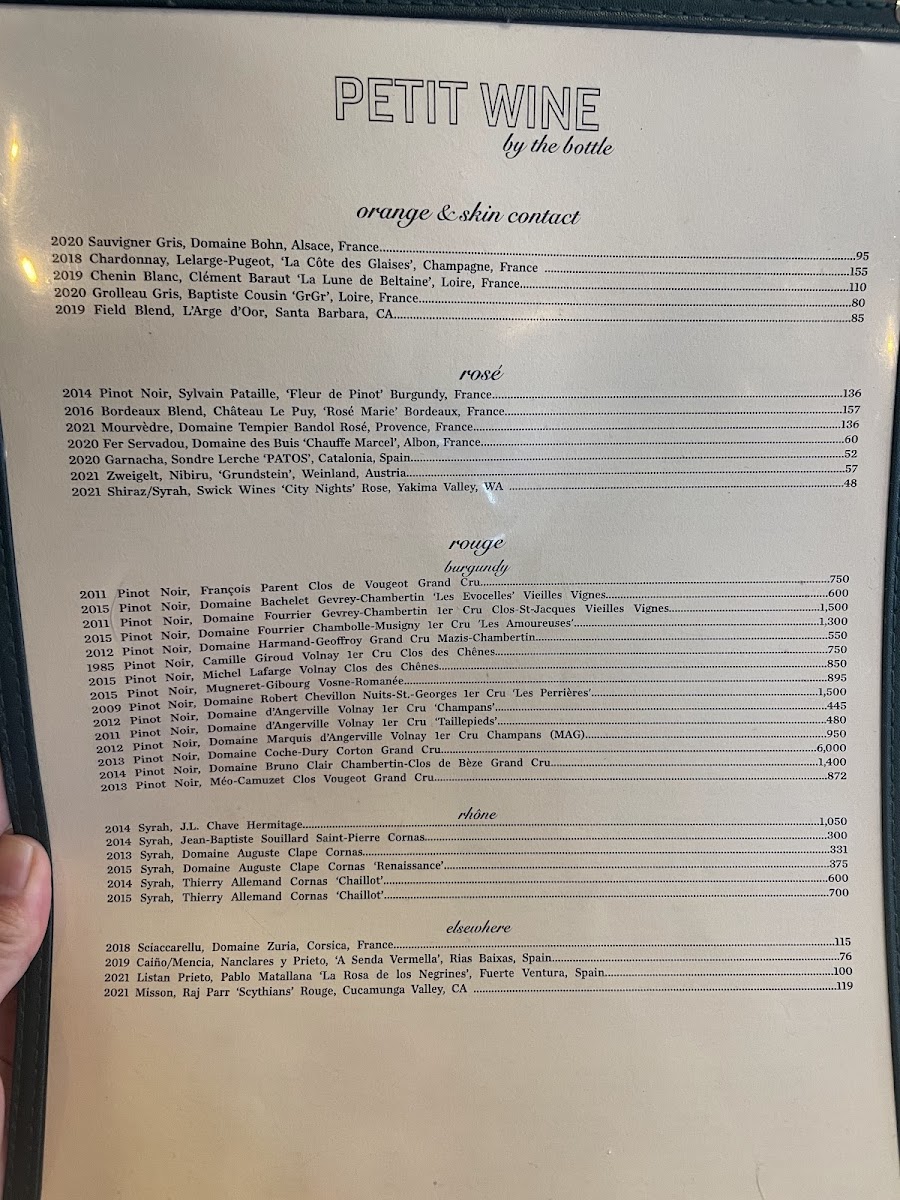 PETIT WINE
by the bottle
orange & skin contact
2020 Sauvigner Gris, Domaine Bohn, Alsace, France.....95
2018 Chardonnay, Lelarge-Pugeot, ‘La Côte des Glaises’, Champagne, France .....155
2019 Chenin Blanc, Clément Baraut ‘La Lune de Beltaine’, Loire, France.....110
2020 Grolleau Gris, Baptiste Cousin ‘GrGr’, Loire, France.....80
2019 Field Blend, L’Arge d’Oor, Santa Barbara, CA.....85
rosé
2014 Pinot Noir, Sylvain Pataille, ‘Fleur de Pinot’ Burgundy, France.....136
2016 Bordeaux Blend, Château Le Puy, ‘Rosé Marie’ Bordeaux, France.....157
2021 Mourvèdre, Domaine Tempier Bandol Rosé, Provence, France.....136
2020 Fer Servadou, Domaine des Buis ‘Chauffe Marcel’, Albon, France.....60
2020 Garnacha, Sondre Lerche ‘PATOS’, Catalonia, Spain.....52
2021 Zweigelt, Nibiru, ‘Grundstein’, Weinland, Austria.....57
2021 Shiraz/Syrah, Swick Wines ‘City Nights’ Rose, Yakima Valley, WA .....48
rouge
burgundy
2011 Pinot Noir, François Parent Clos de Vougeot Grand Cru.....750
2015 Pinot Noir, Domaine Bachelet Gevrey-Chambertin ‘Les Evocelles’ Vieilles Vignes.....600
2011 Pinot Noir, Domaine Fourrier Gevrey-Chambertin 1er Cru Clos-St-Jacques Vieilles Vignes.....1,500
2015 Pinot Noir, Domaine Fourrier Chambolle-Musigny 1er Cru ‘Les Amoureuses’.....1,300
2012 Pinot Noir, Domaine Harmand-Geoffroy Grand Cru Mazis-Chambertin.....550
1985 Pinot Noir, Camille Giroud Volnay 1er Cru Clos des Chênes.....750
2015 Pinot Noir, Michel Lafarge Volnay Clos des Chênes.....850
2015 Pinot Noir, Mugneret-Gibourg Vosne-Romanée.....895
2009 Pinot Noir, Domaine Robert Chevillon Nuits-St.-Georges 1er Cru ‘Les Perrières’.....1,500
2012 Pinot Noir, Domaine d’Angerville Volnay 1er Cru ‘Champans’.....445
2011 Pinot Noir, Domaine d’Angerville Volnay 1er Cru ‘Taillepieds’.....480
2012 Pinot Noir, Domaine Marquis d’Angerville Volnay 1er Cru Champans (MAG).....950
2013 Pinot Noir, Domaine Coche-Dury Corton Grand Cru.....6,000
2014 Pinot Noir, Domaine Bruno Clair Chambertin-Clos de Bèze Grand Cru.....1,400
2013 Pinot Noir, Méo-Camuzet Clos Vougeot Grand Cru.....872
rhône
2014 Syrah, J.L. Chave Hermitage.....1,050
2014 Syrah, Jean-Baptiste Souillard Saint-Pierre Cornas.....300
2013 Syrah, Domaine Auguste Clape Cornas.....331
2015 Syrah, Domaine Auguste Clape Cornas ‘Renaissance’.....375
2014 Syrah, Thierry Allemand Cornas ‘Chaillot’.....600
2015 Syrah, Thierry Allemand Cornas ‘Chaillot’.....700
elsewhere
2018 Sciaccarellu, Domaine Zuria, Corsica, France.....115
2019 Caiño/Mencia, Nanclares y Prieto, ‘A Senda Vermella’, Rias Baixas, Spain.....76
2021 Listan Prieto, Pablo Matallana ‘La Rosa de los Negrines’, Fuerte Ventura, Spain.....100
2021 Misson, Raj Parr ‘Scythians’ Rouge, Cucamunga Valley, CA .....119